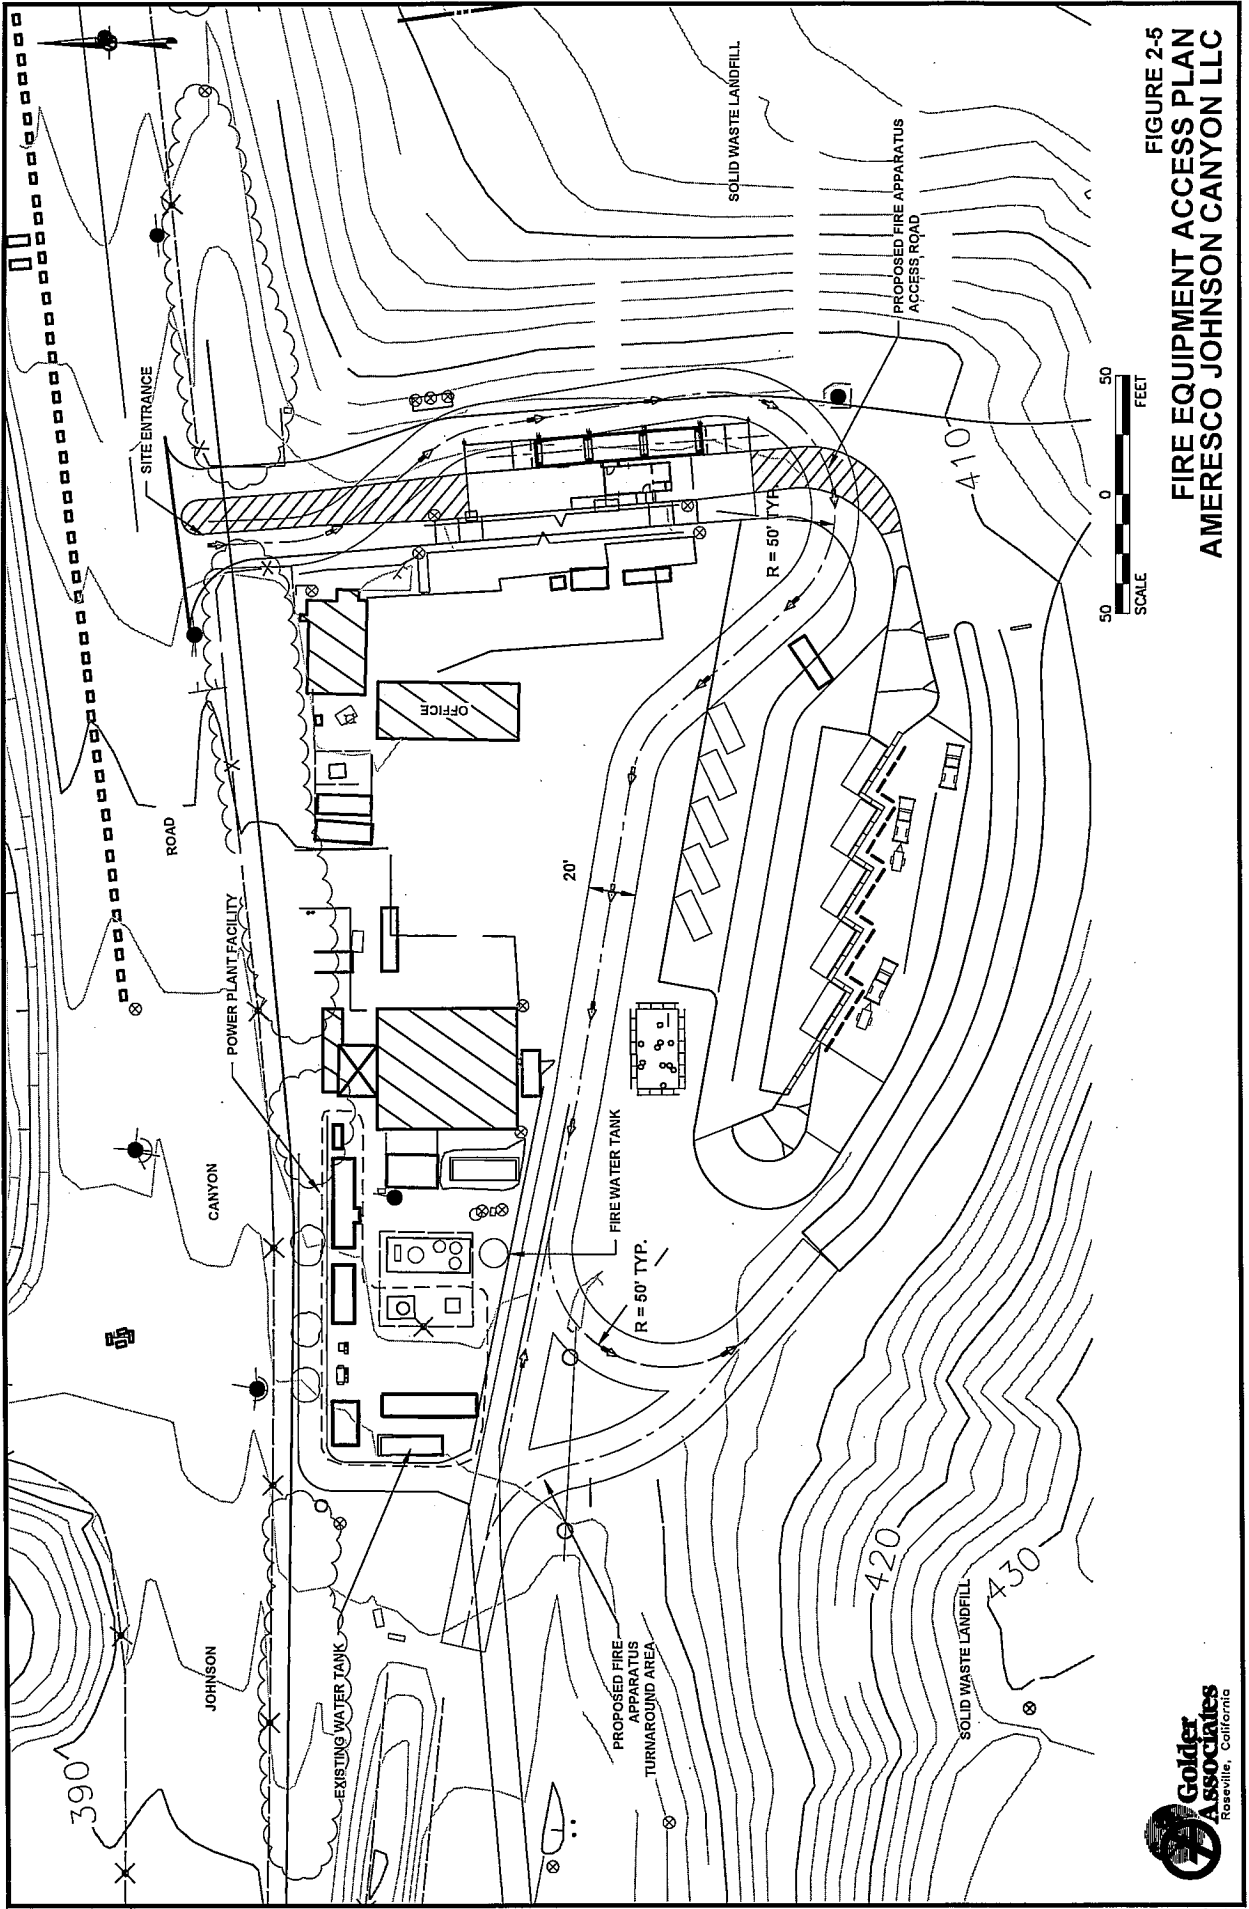 FIGURE 2-5
FIRE EQUIPMENT ACCESS PLAN
AMERESCO JOHNSON CANYON LLC
SOLID WASTE LANDFILL
PROPOSED FIRE APPARATUS
ACCESS ROAD
SITE ENTRANCE
410
50 0 50
SCALE FEET
R = 50' TYP.
OFFICE
20'
ROAD
POWER PLANT FACILITY
CANYON
FIRE WATER TANK
R = 50' TYP.
JOHNSON
EXISTING WATER TANK
PROPOSED FIRE
APPARATUS
TURNAROUND AREA
390
420
430
SOLID WASTE LANDFILL
Golder
Associates
Roseville, California